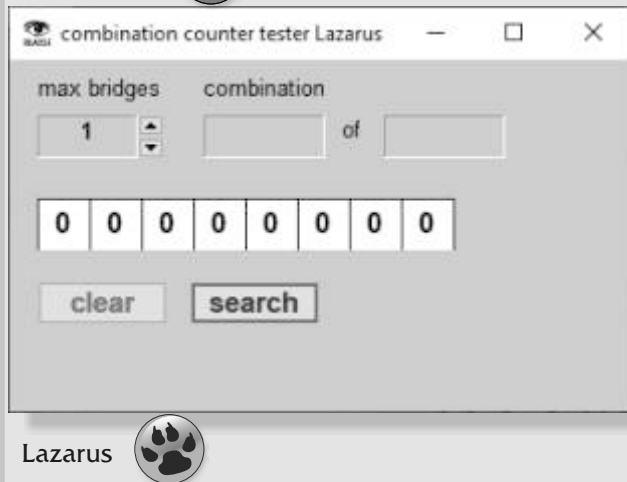 combination counter tester Lazarus
max bridges combination
1 of
0 0 0 0 0 0 0 0
clear search
Lazarus